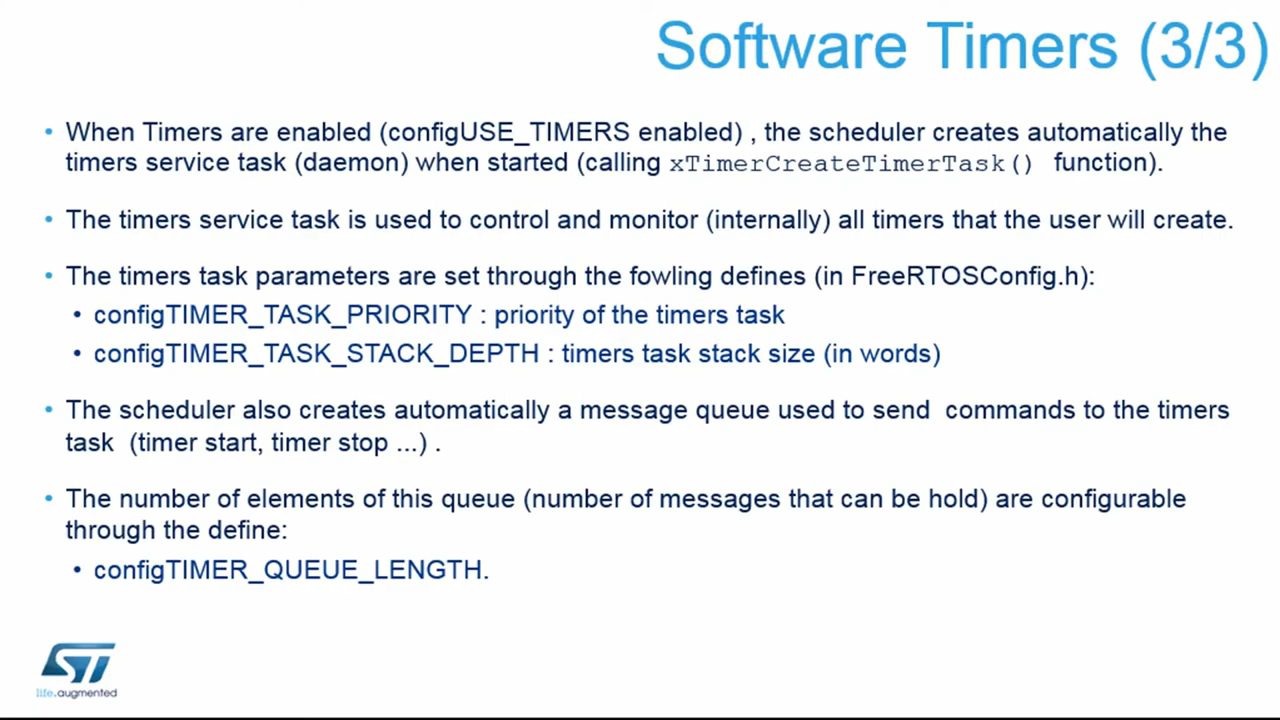 Software Timers (3/3)
• When Timers are enabled (configUSE_TIMERS enabled) , the scheduler creates automatically the
timers service task (daemon) when started (calling xTimerCreateTimerTask() function).
• The timers service task is used to control and monitor (internally) all timers that the user will create.
• The timers task parameters are set through the fowling defines (in FreeRTOSConfig.h):
• configTIMER_TASK_PRIORITY : priority of the timers task
• configTIMER_TASK_STACK_DEPTH : timers task stack size (in words)
• The scheduler also creates automatically a message queue used to send commands to the timers
task (timer start, timer stop ...) .
• The number of elements of this queue (number of messages that can be hold) are configurable
through the define:
• configTIMER_QUEUE_LENGTH.
ST
life.augmented